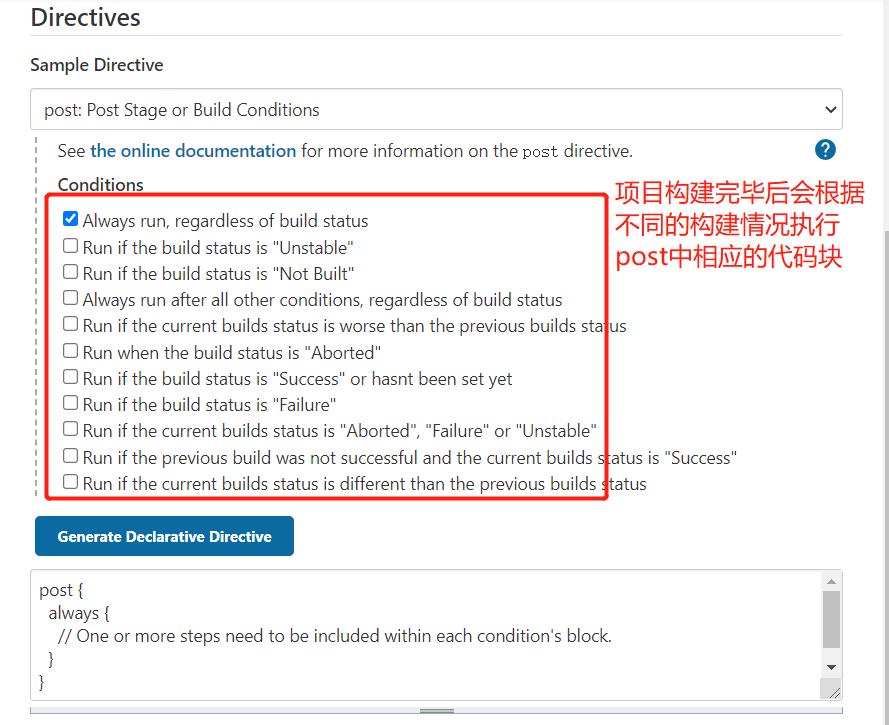 Directives
Sample Directive
post: Post Stage or Build Conditions
See the online documentation for more information on the post directive.
?
Conditions
Always run, regardless of build status
Run if the build status is "Unstable"
Run if the build status is "Not Built"
Always run after all other conditions, regardless of build status
Run if the current builds status is worse than the previous builds status
Run when the build status is "Aborted"
Run if the build status is "Success" or hasnt been set yet
Run if the build status is "Failure"
Run if the current builds status is "Aborted", "Failure" or "Unstable"
Run if the previous build was not successful and the current builds status is "Success"
Run if the current builds status is different than the previous builds status
项目构建完毕后会根据
不同的构建情况执行
post中相应的代码块
Generate Declarative Directive
post {
always {
// One or more steps need to be included within each condition's block.
}
}